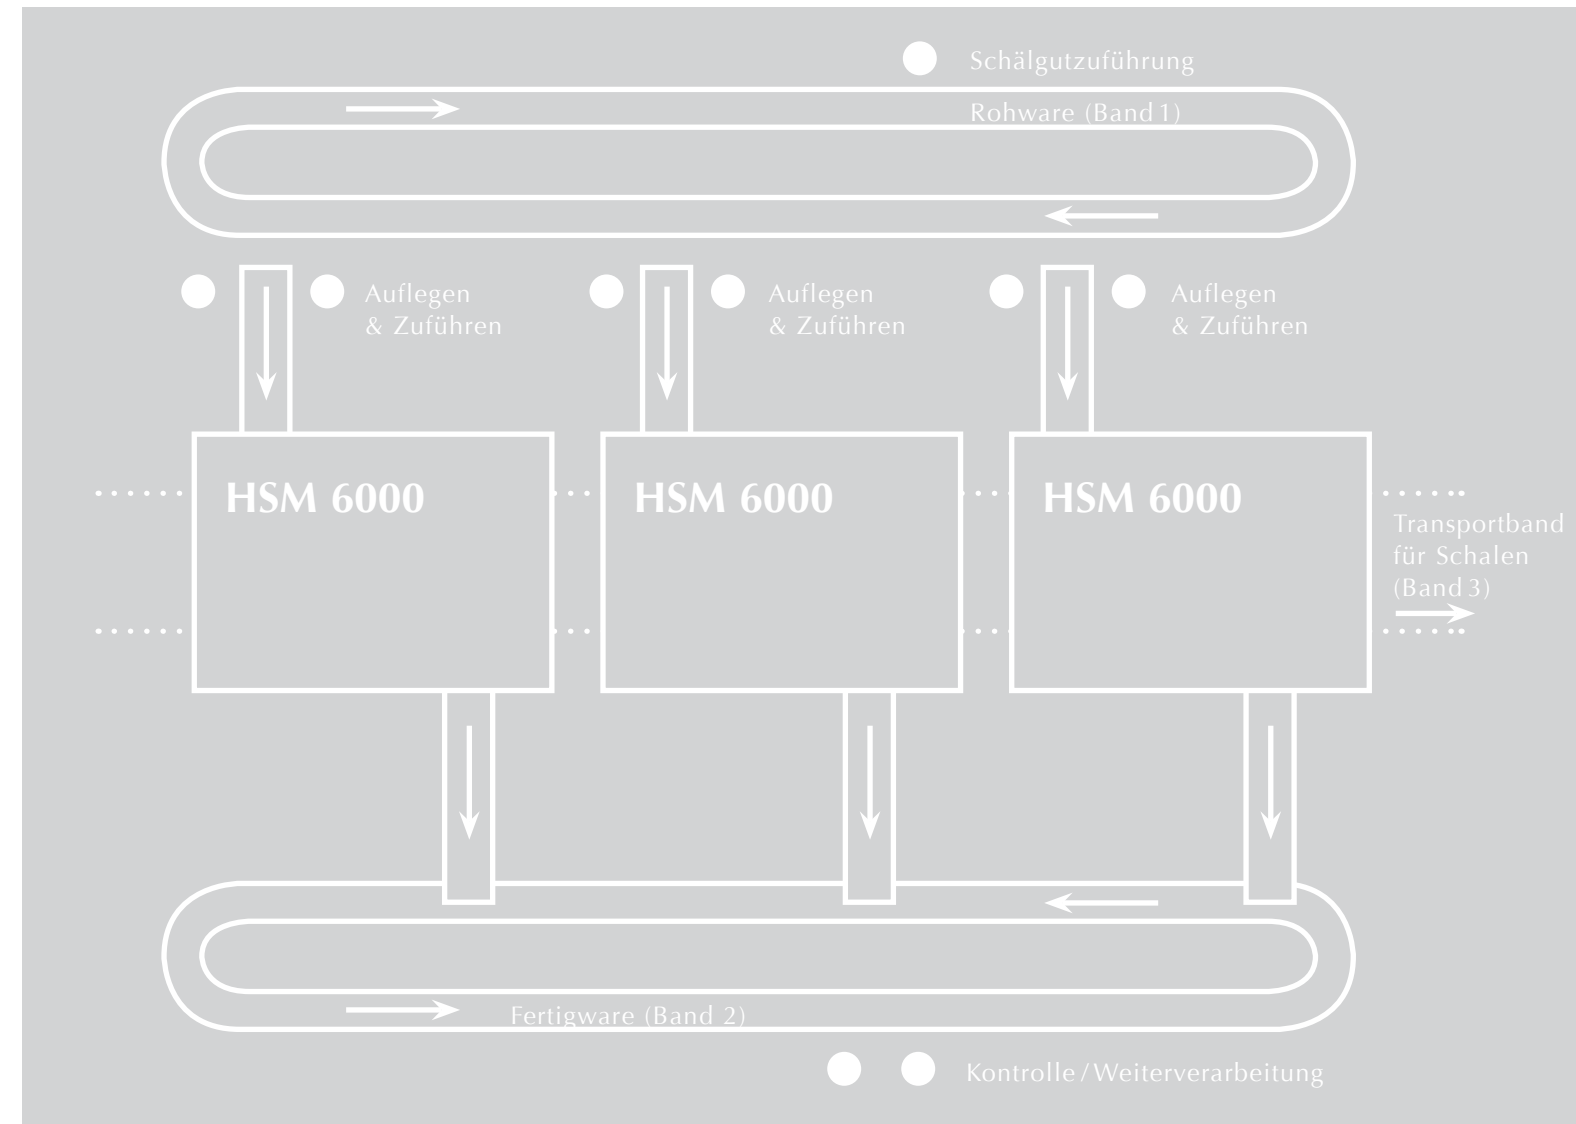 Schälgutzuführung
Rohware (Band 1)
Auflegen
& Zuführen
Auflegen
& Zuführen
Auflegen
& Zuführen
HSM 6000
HSM 6000
HSM 6000
Transportband
für Schalen
(Band 3)
Fertigware (Band 2)
Kontrolle / Weiterverarbeitung